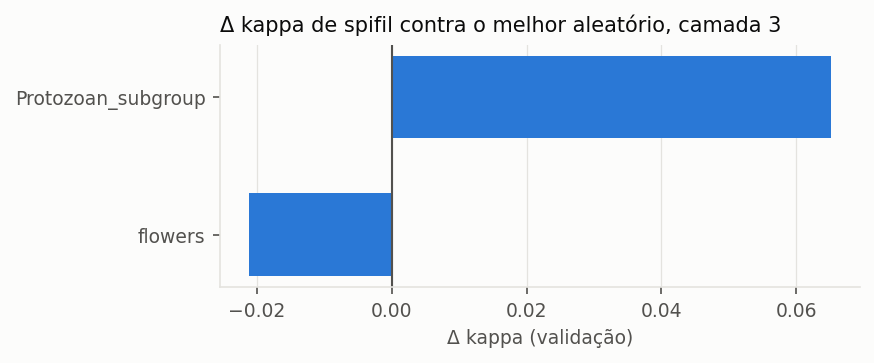 Δ kappa de spifil contra o melhor aleatório, camada 3
Protozoan_subgroup
flowers
−0.02 0.00 0.02 0.04 0.06
Δ kappa (validação)